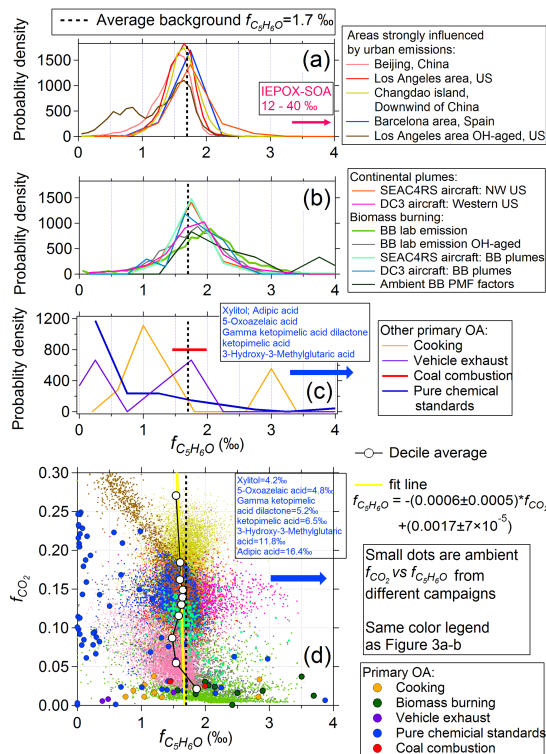 Average background fC5H6O=1.7 ‰
Probablity density
1500
1000
500
0
0
1
2
3
4
(a)
IEPOX-SOA
12 - 40 ‰
Areas strongly influenced
by urban emissions:
Beijing, China
Los Angeles area, US
Changdao island,
Downwind of China
Barcelona area, Spain
Los Angeles area OH-aged, US
Probablity density
1500
1000
500
0
0
1
2
3
4
(b)
Continental plumes:
SEAC4RS aircraft: NW US
DC3 aircraft: Western US
Biomass burning:
BB lab emission
BB lab emission OH-aged
SEAC4RS aircraft: BB plumes
DC3 aircraft: BB plumes
Ambient BB PMF factors
Probablity density
1200
800
400
0
0
1
2
3
4
fC5H6O (‰)
(c)
Xylitol; Adipic acid
5-Oxoazelaic acid
Gamma ketopimelic acid dilactone
ketopimelic acid
3-Hydroxy-3-Methylglutaric acid
Other primary OA:
Cooking
Vehicle exhaust
Coal combustion
Pure chemical
standards
fCO2
0.30
0.25
0.20
0.15
0.10
0.05
0.00
0
1
2
3
4
fC5H6O (‰)
(d)
Xylitol=4.2‰
5-Oxoazelaic acid=4.8‰
Gamma ketopimelic
acid dilactone=5.2‰
ketopimelic acid=6.5‰
3-Hydroxy-3-Methylglutaric
acid=11.8‰
Adipic acid=16.4‰
Decile average
fit line
fC5H6O = -(0.0006±0.0005)*fCO2
+(0.0017±7×10-5)
Small dots are ambient
fCO2 vs fC5H6O from
different campaigns
Same color legend
as Figure 3a-b
Primary OA:
Cooking
Biomass burning
Vehicle exhaust
Pure chemicial standards
Coal combustion